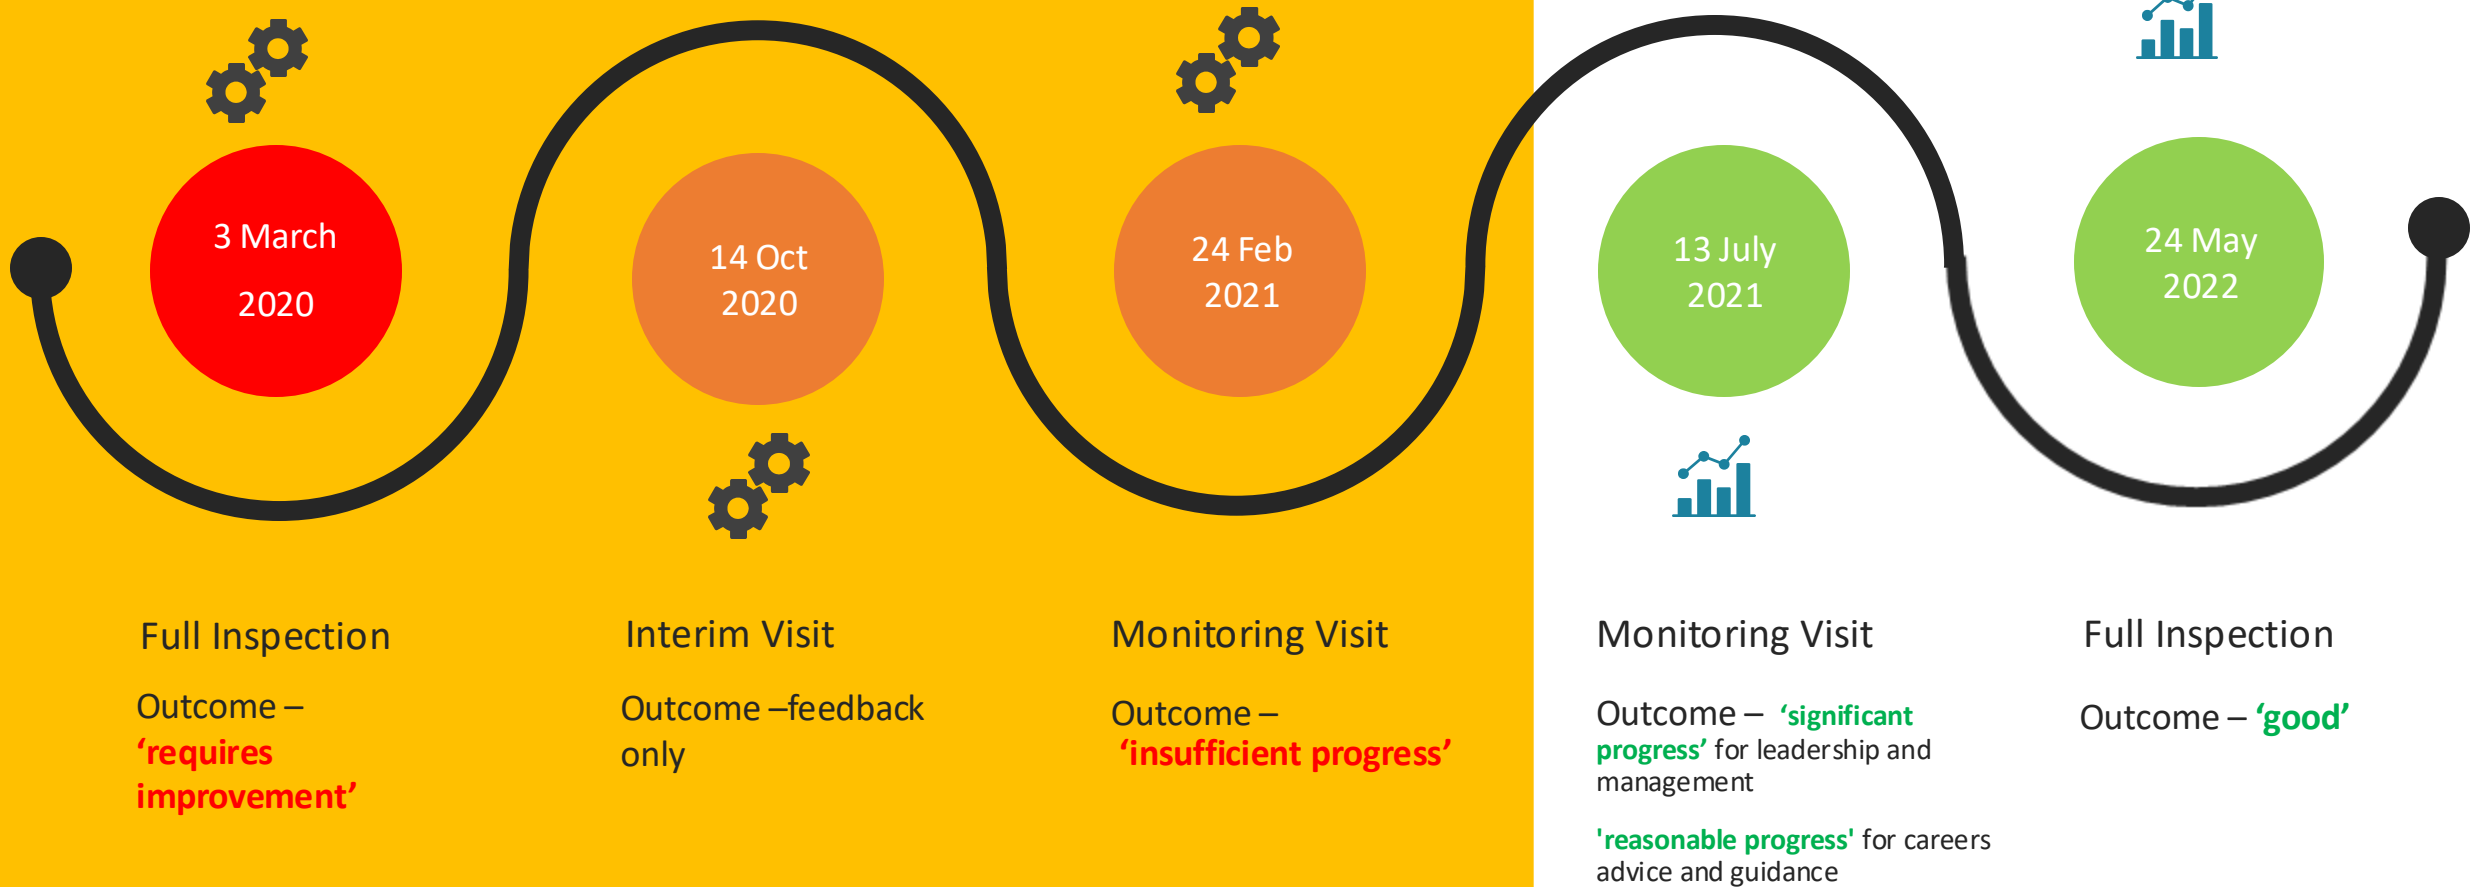 3 March
2020
14 Oct
2020
24 Feb
2021
13 July
2021
24 May
2022
Full Inspection
Outcome –
‘requires
improvement’
Interim Visit
Outcome –feedback
only
Monitoring Visit
Outcome –
‘insufficient progress’
Monitoring Visit
Outcome – ‘significant
progress’ for leadership and
management
'reasonable progress' for careers
advice and guidance
Full Inspection
Outcome – ‘good’